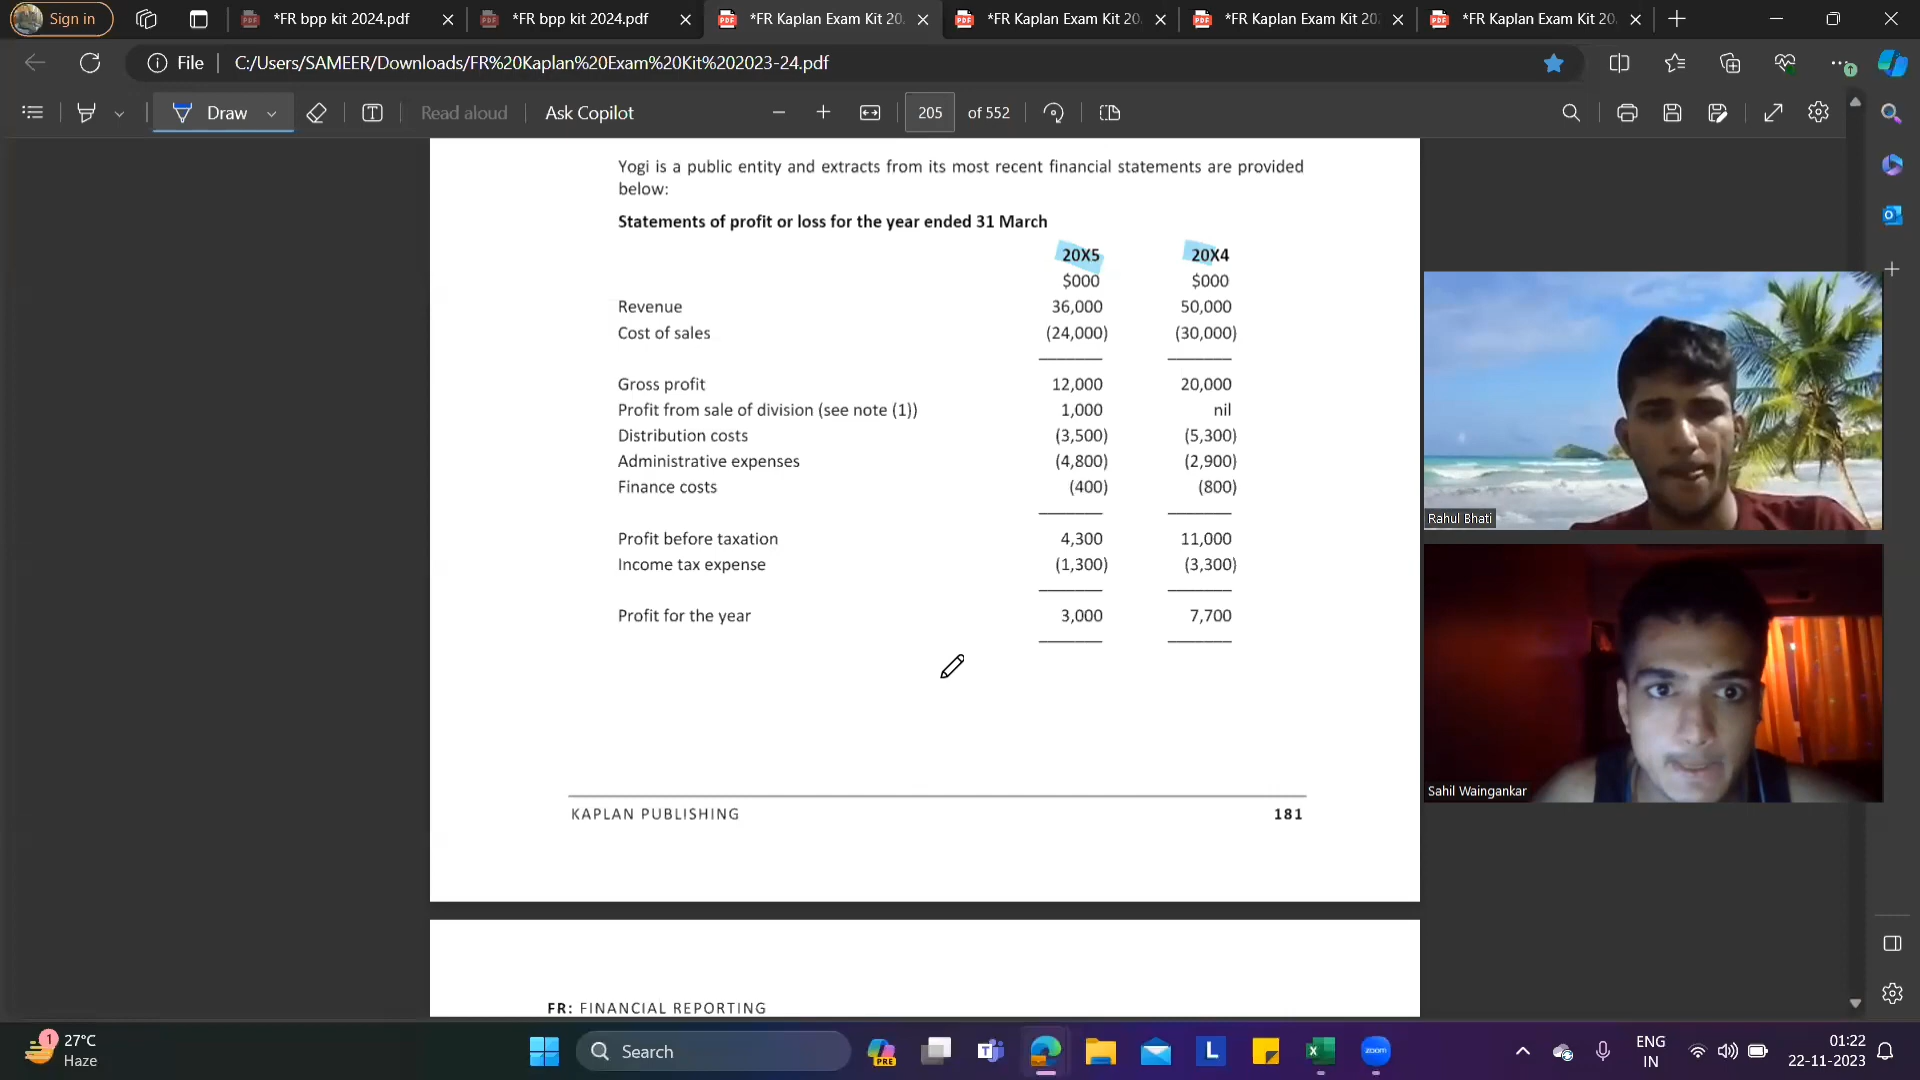 Sign in
*FR bpp kit 2024.pdf
*FR bpp kit 2024.pdf
*FR Kaplan Exam Kit 20
*FR Kaplan Exam Kit 20
*FR Kaplan Exam Kit 20
*FR Kaplan Exam Kit 20
File
C:/Users/SAMEER/Downloads/FR%20Kaplan%20Exam%20Kit%202023-24.pdf
Draw
Read aloud
Ask Copilot
205 of 552
Yogi is a public entity and extracts from its most recent financial statements are provided
below:
Statements of profit or loss for the year ended 31 March
20X5 20X4
$000 $000
Revenue 36,000 50,000
Cost of sales (24,000) (30,000)
Gross profit 12,000 20,000
Profit from sale of division (see note (1)) 1,000 nil
Distribution costs (3,500) (5,300)
Administrative expenses (4,800) (2,900)
Finance costs (400) (800)
Profit before taxation 4,300 11,000
Income tax expense (1,300) (3,300)
Profit for the year 3,000 7,700
KAPLAN PUBLISHING 181
FR: FINANCIAL REPORTING
Rahul Bhati
Sahil Waingankar
1
27°C
Haze
Search
PRE
L
zoom
ENG
IN
01:22
22-11-2023